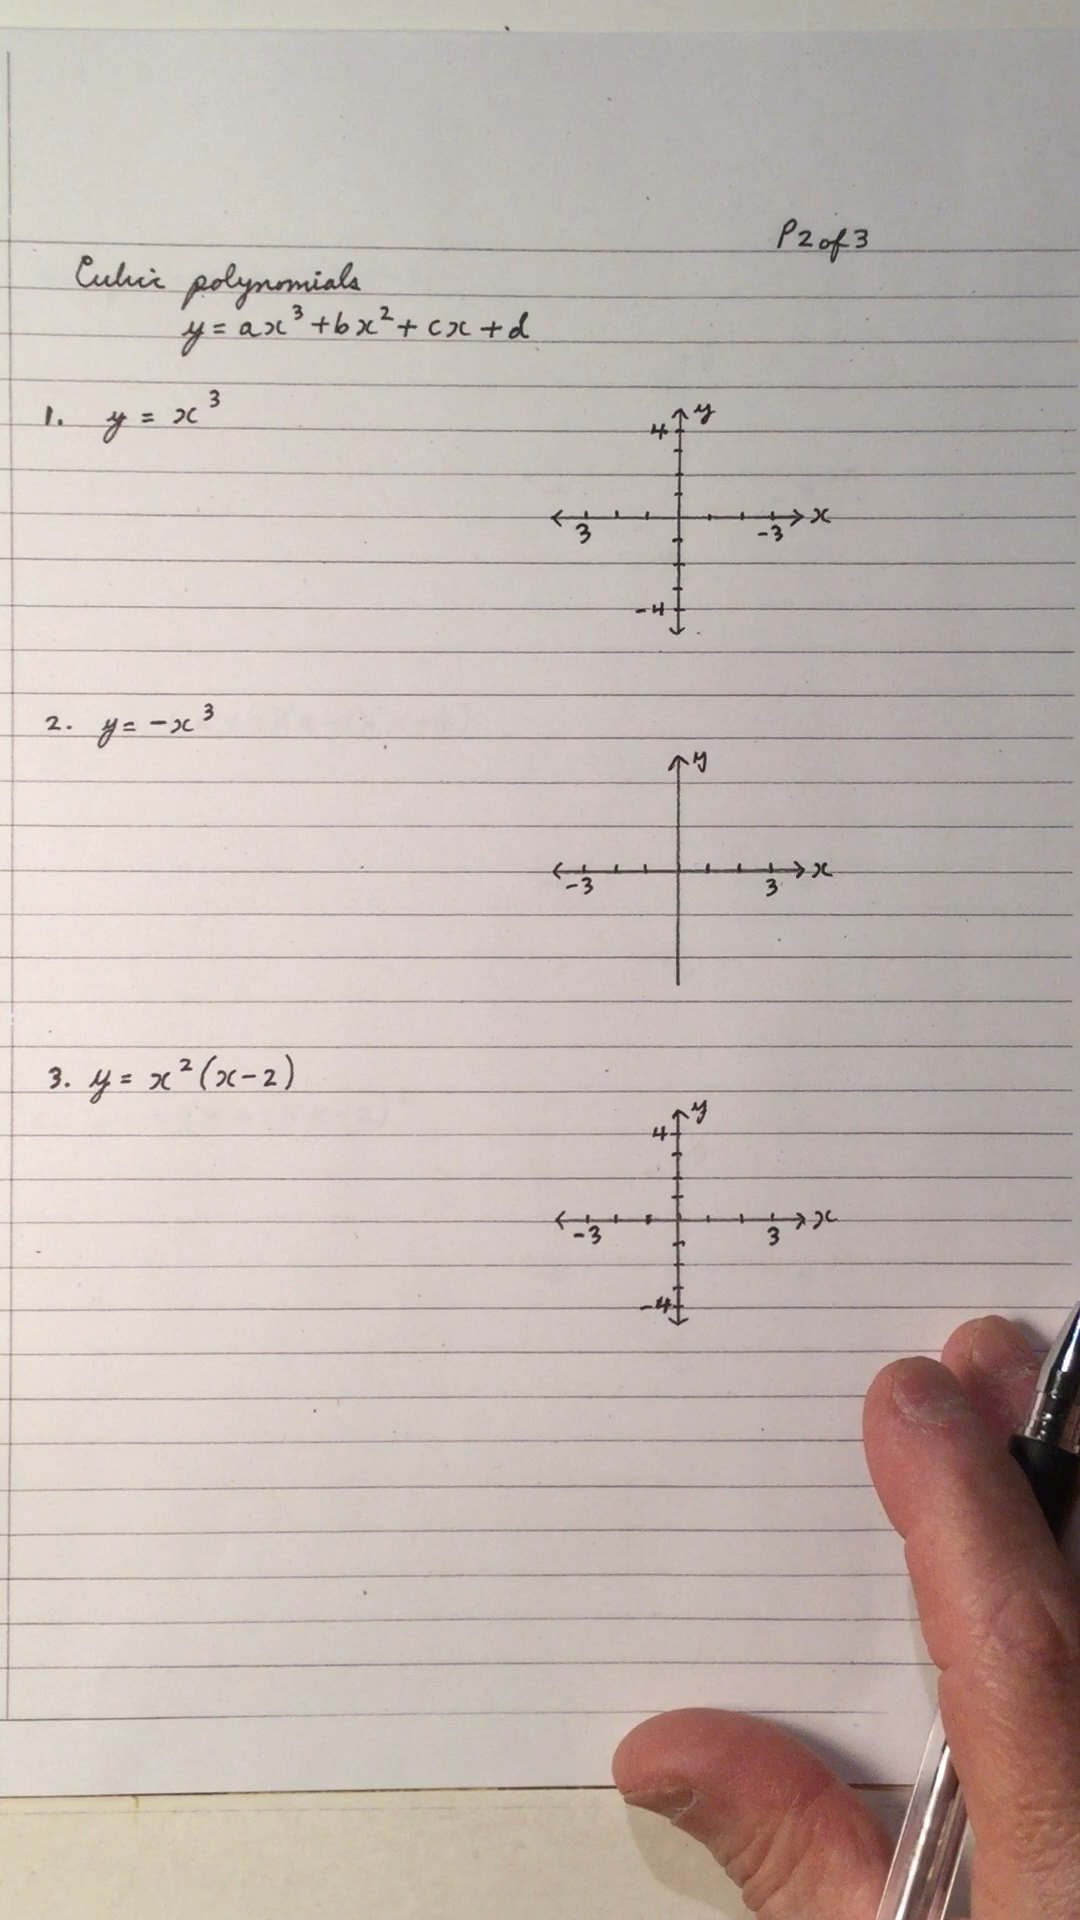 P2 of 3
Cubic polynomials
y = ax³ + bx² + cx + d
1. y = x³
y
4
x
3
-3
-4
2. y = -x³
y
x
-3
3
3. y = x²(x-2)
y
4
x
-3
3
-4